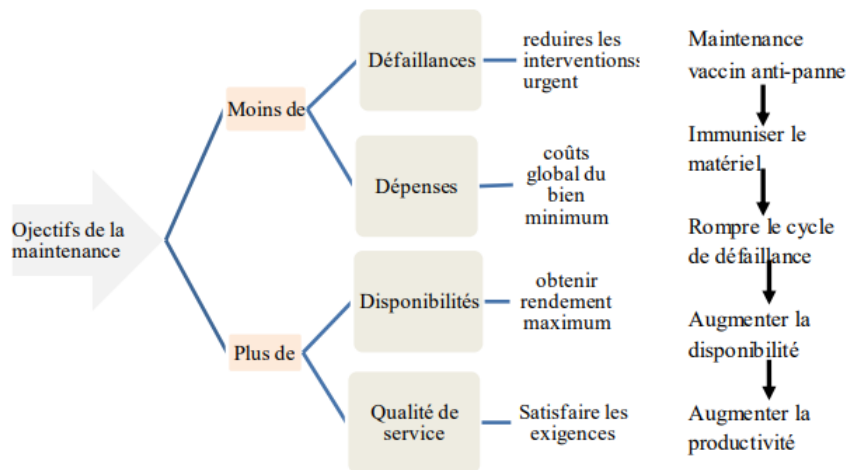 Ojectifs de la
maintenance
Moins de
Défaillances
reduires les
interventionss
urgent
Dépenses
coûts
global du
bien
minimum
Plus de
Disponibilités
obtenir
rendement
maximum
Qualité de
service
Satisfaire les
exigences
Maintenance
vaccin anti-panne
Immuniser le
matériel
Rompre le cycle
de défaillance
Augmenter la
disponibilité
Augmenter la
productivité